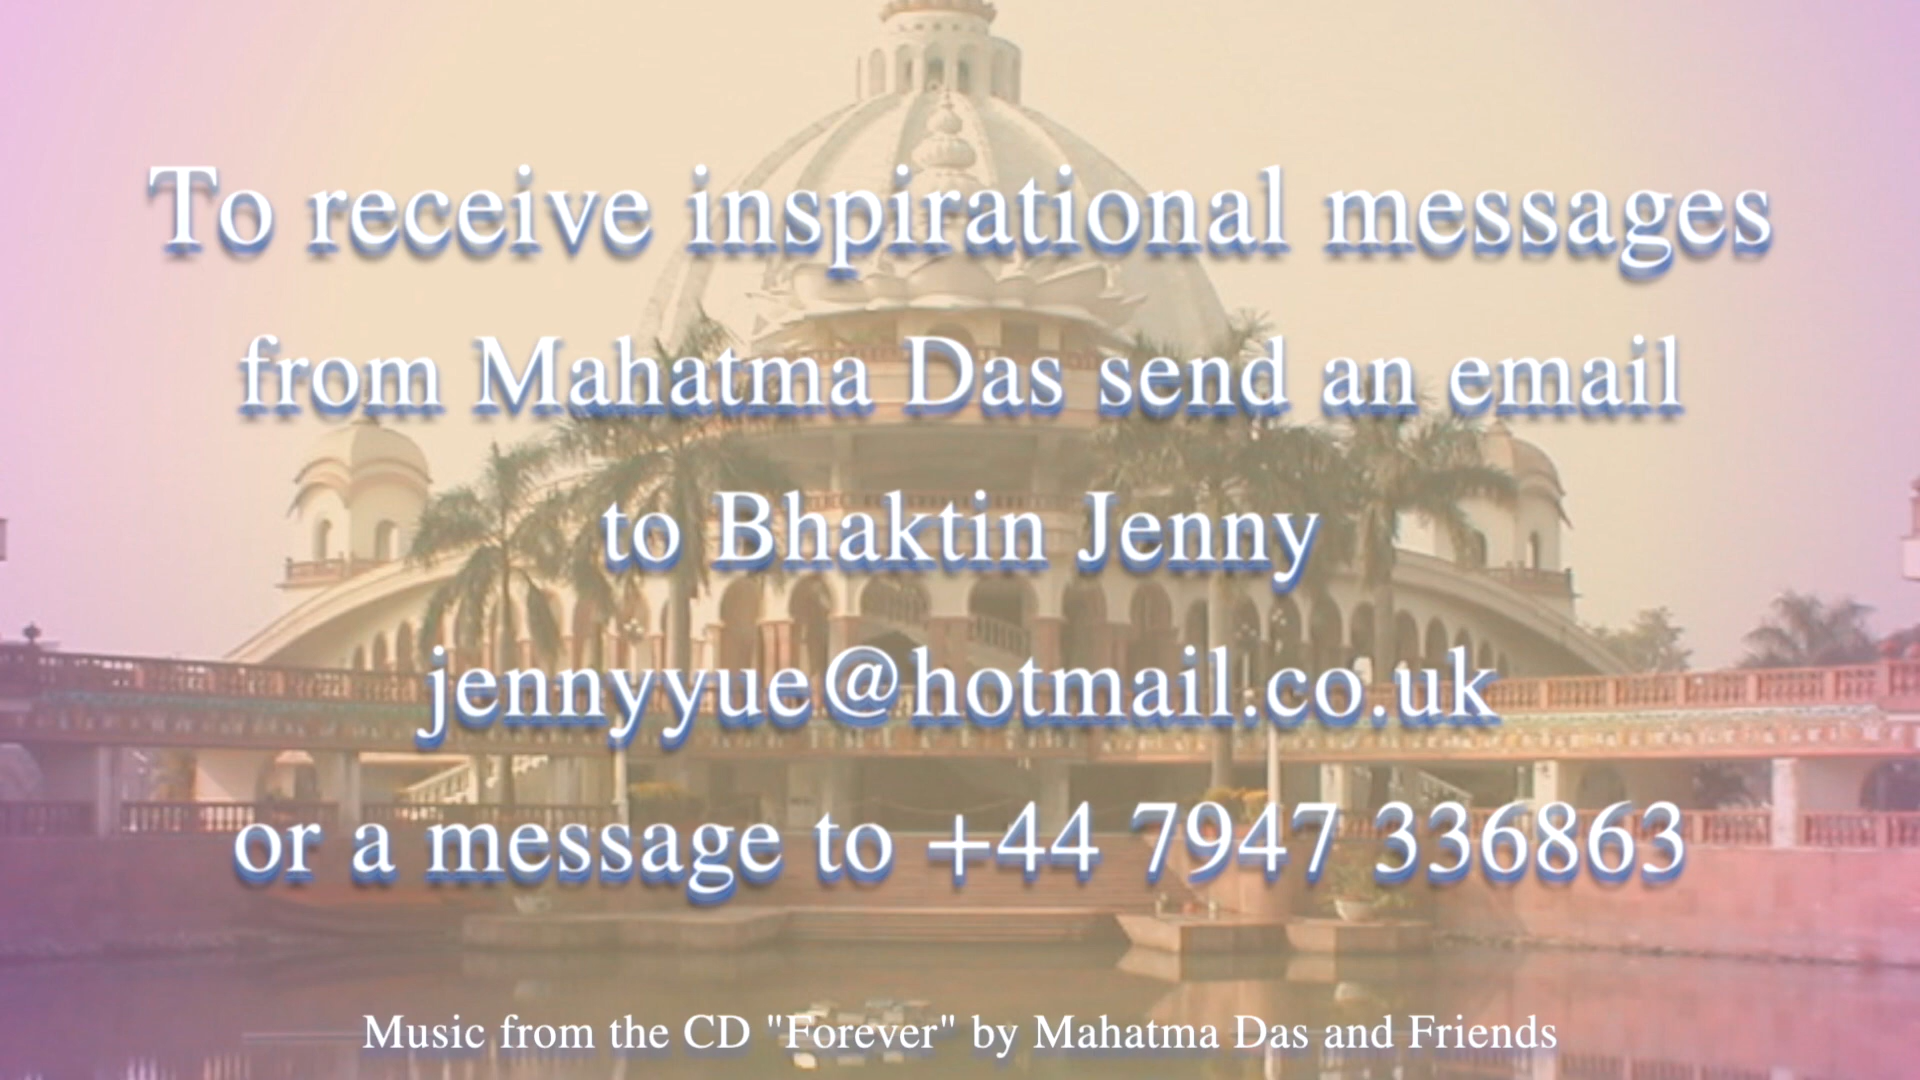 To receive inspirational messages
from Mahatma Das send an email
to Bhaktin Jenny
jennyyue@hotmail.co.uk
or a message to +44 7947 336863
Music from the CD "Forever" by Mahatma Das and Friends